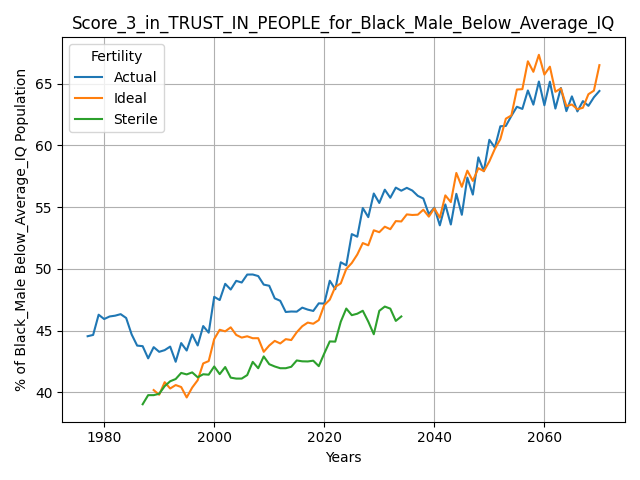 Score_3_in_TRUST_IN_PEOPLE_for_Black_Male_Below_Average_IQ
Fertility
Actual
Ideal
Sterile
% of Black_Male Below_Average_IQ Population
65
60
55
50
45
40
1980
2000
2020
2040
2060
Years